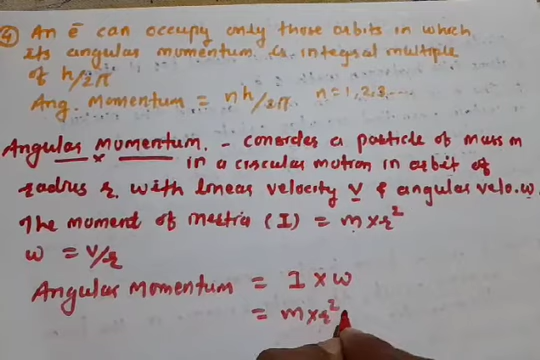 ④ An ē can occupy only those orbits in which
its angular momentum is integral multiple
of h/2π
Ang. Momentum = nh/2π. n=1,2,3....
Angular Momentum. - consider a particle of mass m
in a circular motion in orbit of
radius r. with linear velocity v & angular velo. ω
The moment of inertia (I) = m×r²
ω = v/r
Angular Momentum = I × ω
= m×r²